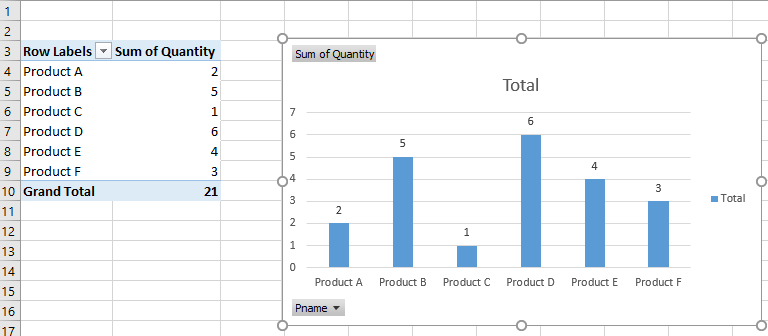 1
2
3 Row Labels Sum of Quantity
4 Product A 2
5 Product B 5
6 Product C 1
7 Product D 6
8 Product E 4
9 Product F 3
10 Grand Total 21
11
12
13
14
15
16
17
Sum of Quantity
Total
7
6
5
4
3
2
1
0
2 5 1 6 4 3
Product A Product B Product C Product D Product E Product F
Total
Pname